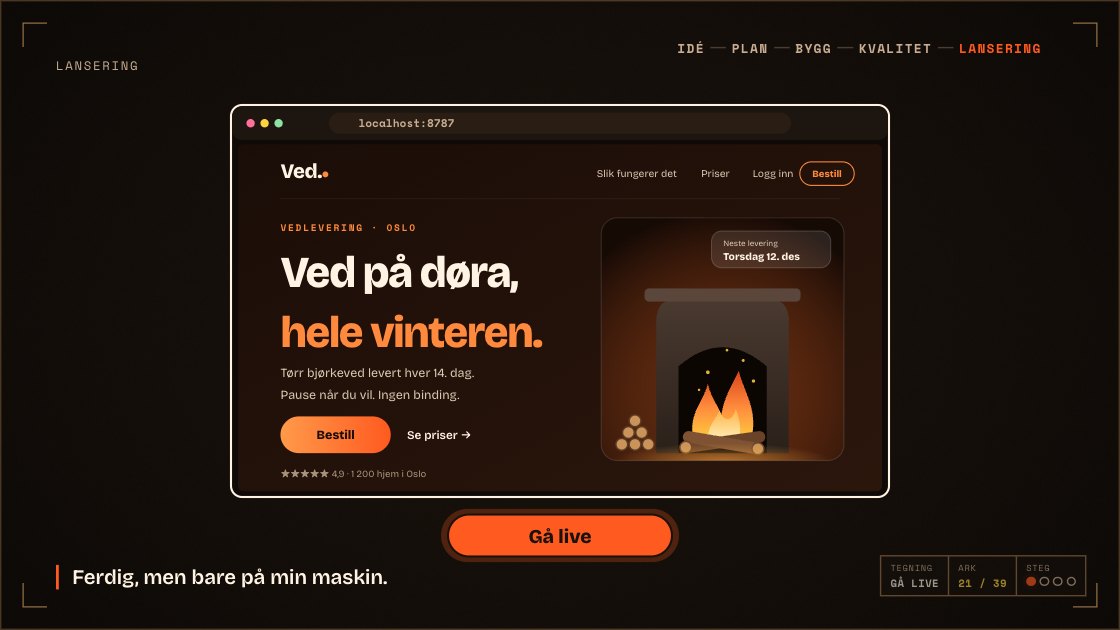 LANSERING
IDÉ — PLAN — BYGG — KVALITET — LANSERING
localhost:8787
Ved.
Slik fungerer det Priser Logg inn Bestill
VEDLEVERING · OSLO
Ved på døra,
hele vinteren.
Tørr bjørkeved levert hver 14. dag.
Pause når du vil. Ingen binding.
Bestill Se priser →
★★★★★ 4,9 · 1 200 hjem i Oslo
Neste levering
Torsdag 12. des
Gå live
Ferdig, men bare på min maskin.
TEGNING ARK STEG
GÅ LIVE 21 / 39